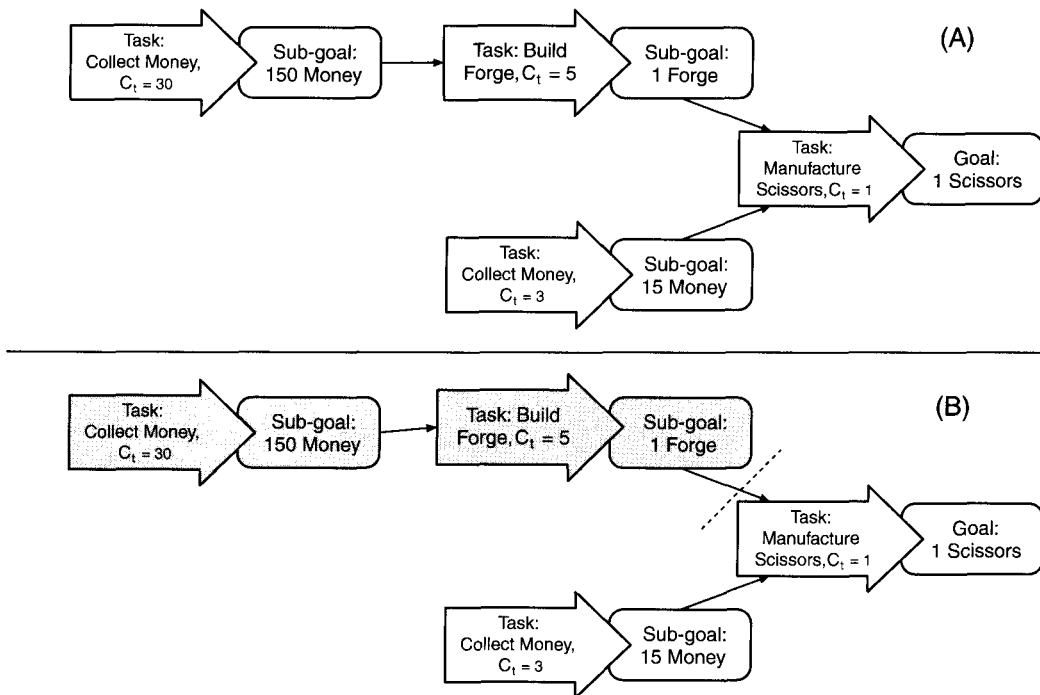 Task:
Collect Money,
Ct = 30
Sub-goal:
150 Money
Task: Build
Forge, Ct = 5
Sub-goal:
1 Forge
(A)
Task:
Manufacture
Scissors, Ct = 1
Goal:
1 Scissors
Task:
Collect Money,
Ct = 3
Sub-goal:
15 Money
Task:
Collect Money,
Ct = 30
Sub-goal:
150 Money
Task: Build
Forge, Ct = 5
Sub-goal:
1 Forge
(B)
Task:
Manufacture
Scissors, Ct = 1
Goal:
1 Scissors
Task:
Collect Money,
Ct = 3
Sub-goal:
15 Money